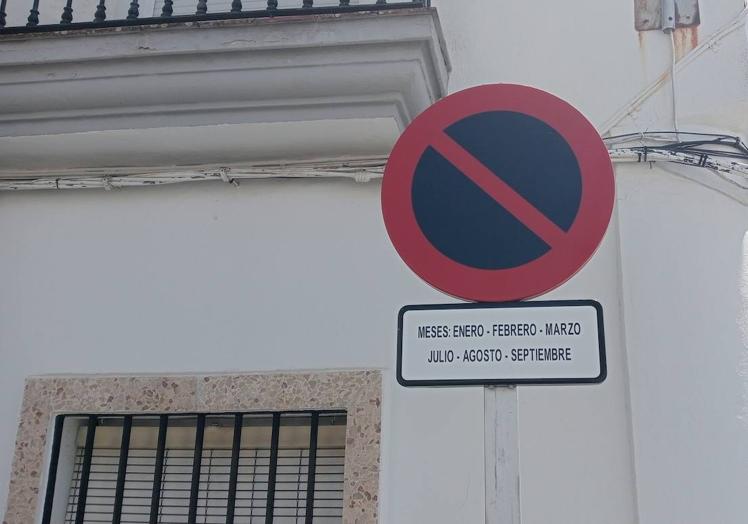 MESES: ENERO - FEBRERO - MARZO
JULIO - AGOSTO - SEPTIEMBRE